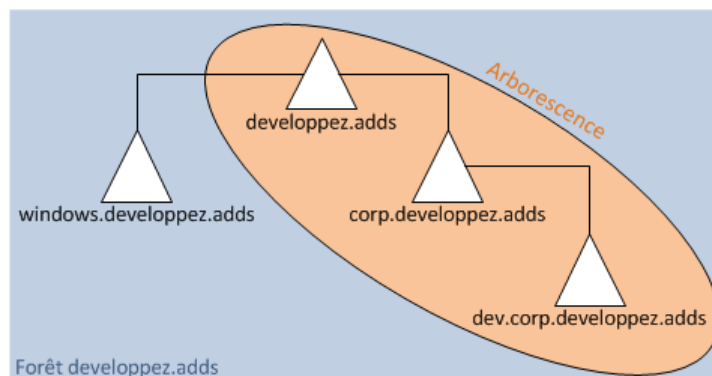 Arborescence
developpez.adds
windows.developpez.adds
corp.developpez.adds
dev.corp.developpez.adds
Forêt developpez.adds